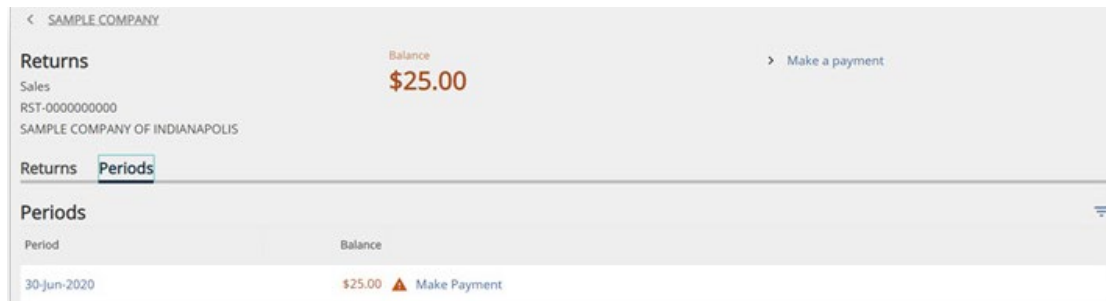 SAMPLE COMPANY
Returns
Balance
$25.00
Make a payment
Sales
RST-0000000000
SAMPLE COMPANY OF INDIANAPOLIS
Returns Periods
Periods
Period Balance
30-Jun-2020 $25.00 Make Payment